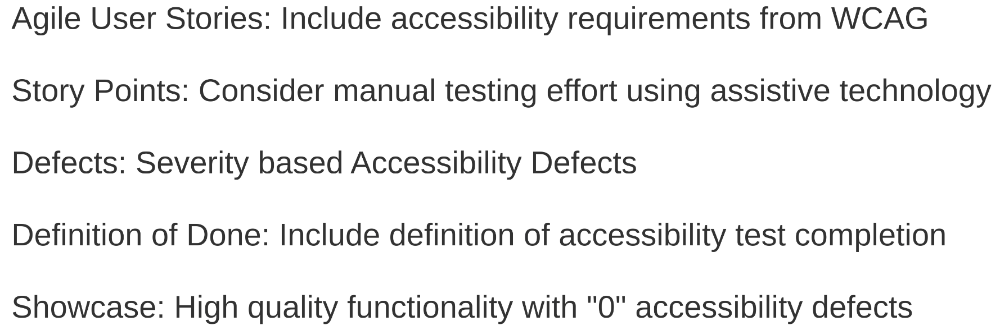 Agile User Stories: Include accessibility requirements from WCAG
Story Points: Consider manual testing effort using assistive technology
Defects: Severity based Accessibility Defects
Definition of Done: Include definition of accessibility test completion
Showcase: High quality functionality with "0" accessibility defects